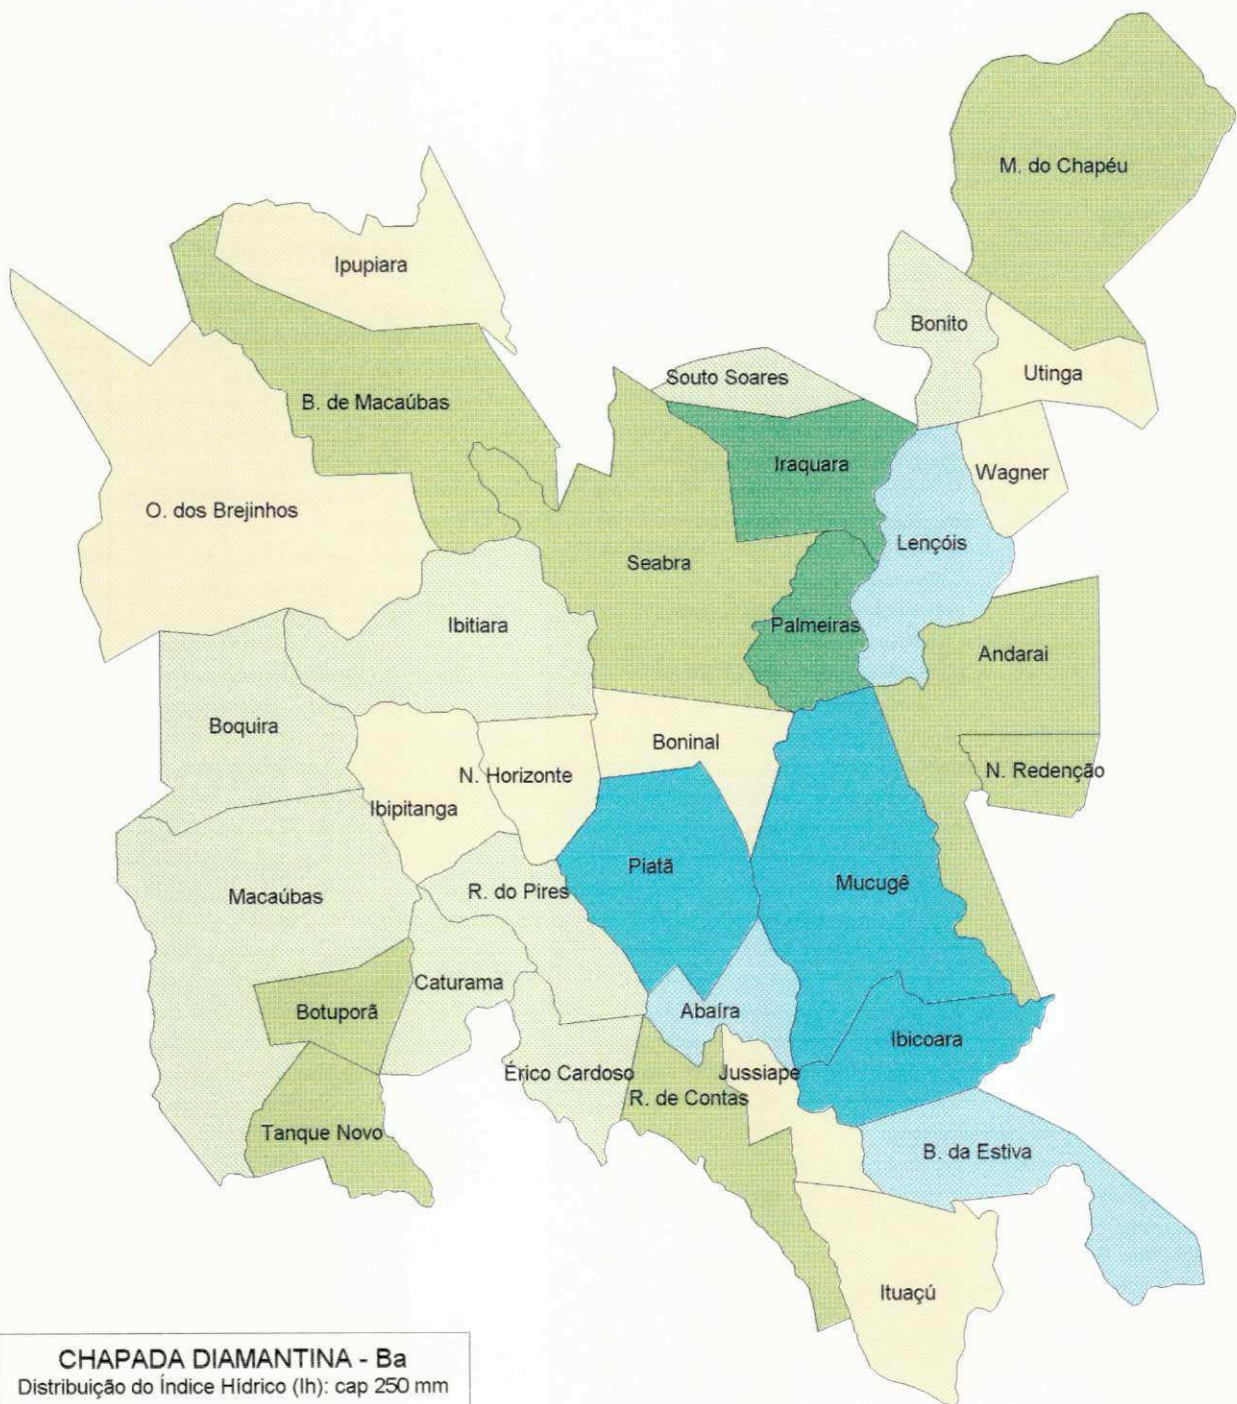 M. do Chapéu
Ipupiara
Bonito
Utinga
Souto Soares
B. de Macaúbas
Iraquara
Wagner
O. dos Brejinhos
Lençóis
Seabra
Ibitiara
Palmeiras
Andarai
Boquira
Boninal
N. Horizonte
N. Redenção
Ibipitanga
Piatã
Mucugê
Macaúbas
R. do Pires
Caturama
Botuporã
Abaíra
Ibicoara
Érico Cardoso
Jussiape
R. de Contas
Tanque Novo
B. da Estiva
Ituaçú
CHAPADA DIAMANTINA - Ba
Distribuição do Índice Hídrico (Ih): cap 250 mm